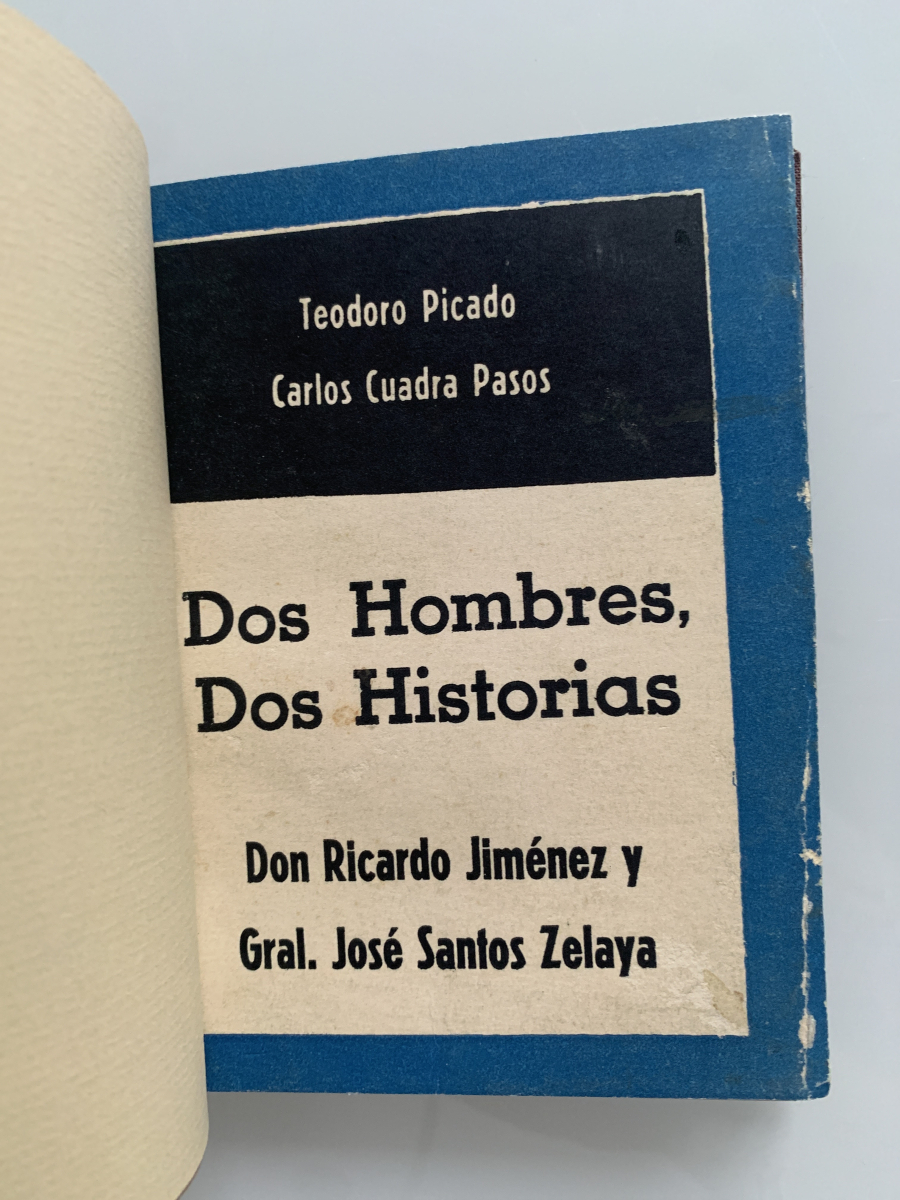 Teodoro Picado
Carlos Cuadra Pasos
Dos Hombres,
Dos Historias
Don Ricardo Jiménez y
Gral. José Santos Zelaya